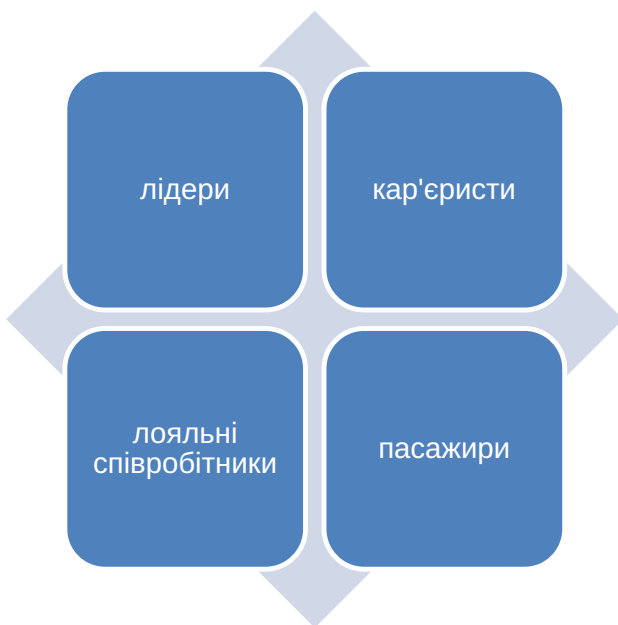 лідери
кар'єристи
лояльні
співробітники
пасажири